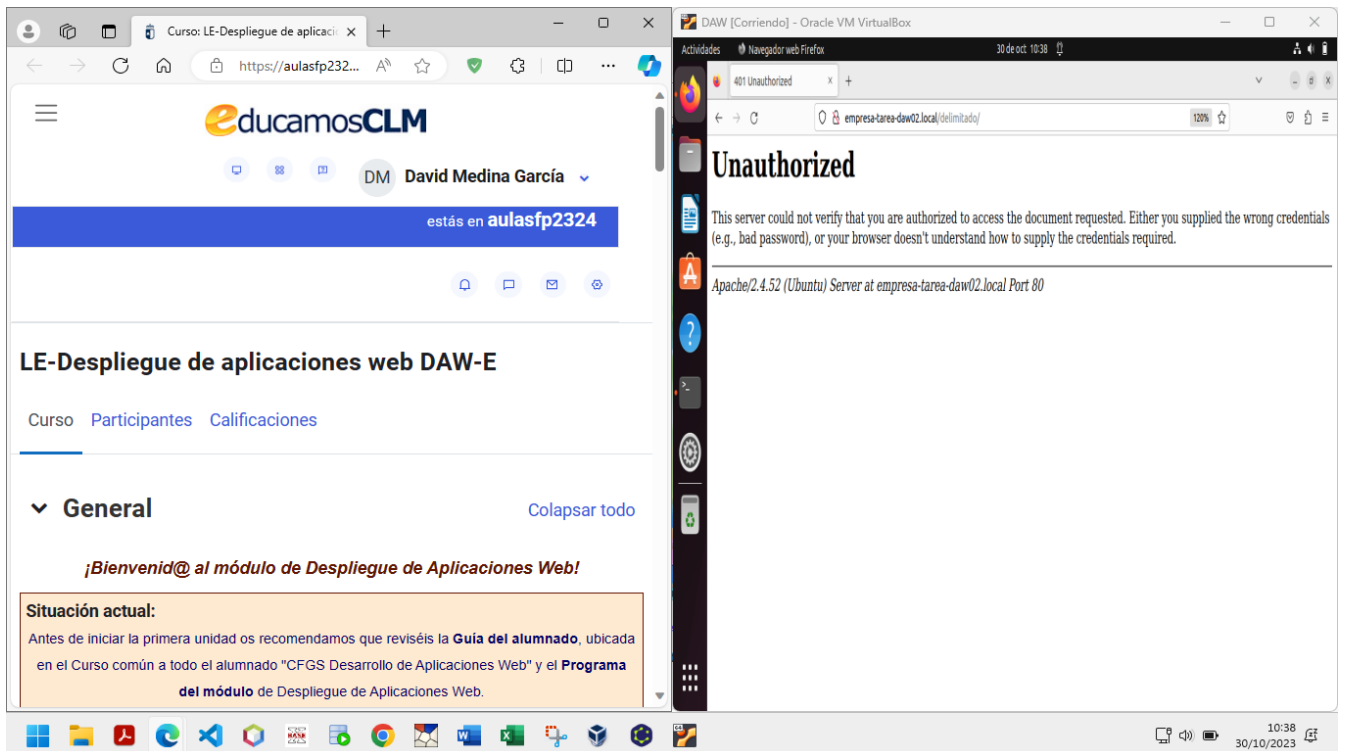 Curso: LE-Despliegue de aplicaci
https://aulasfp232...
educamosCLM
DM David Medina García
estás en aulasfp2324
LE-Despliegue de aplicaciones web DAW-E
Curso Participantes Calificaciones
General Colapsar todo
¡Bienvenid@ al módulo de Despliegue de Aplicaciones Web!
Situación actual:
Antes de iniciar la primera unidad os recomendamos que reviséis la Guía del alumnado, ubicada
en el Curso común a todo el alumnado "CFGS Desarrollo de Aplicaciones Web" y el Programa
del módulo de Despliegue de Aplicaciones Web.
DAW [Corriendo] - Oracle VM VirtualBox
Actividades Navegador web Firefox 30 de oct 10:38
401 Unauthorized
empresa-tarea-daw02.local/delimitado/ 120%
Unauthorized
This server could not verify that you are authorized to access the document requested. Either you supplied the wrong credentials
(e.g., bad password), or your browser doesn't understand how to supply the credentials required.
Apache/2.4.52 (Ubuntu) Server at empresa-tarea-daw02.local Port 80
10:38
30/10/2023